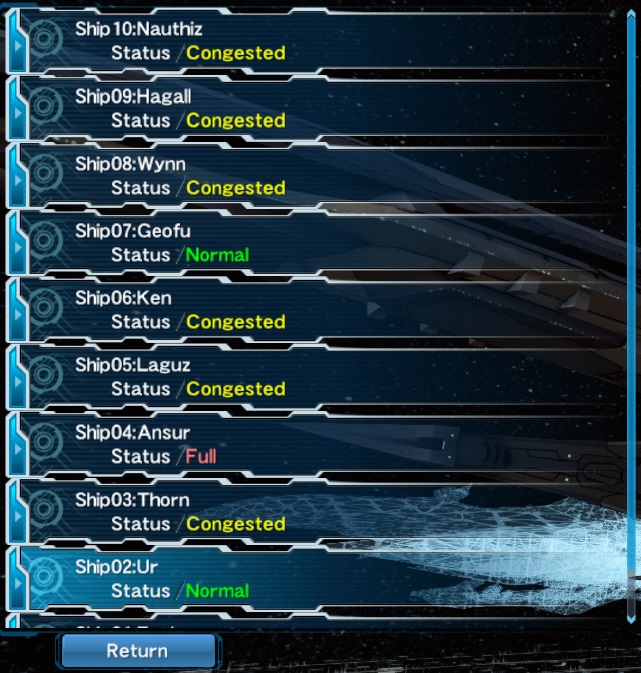 Ship10:Nauthiz
Status /Congested
Ship09:Hagall
Status /Congested
Ship08:Wynn
Status /Congested
Ship07:Geofu
Status /Normal
Ship06:Ken
Status /Congested
Ship05:Laguz
Status /Congested
Ship04:Ansur
Status /Full
Ship03:Thorn
Status /Congested
Ship02:Ur
Status /Normal
Return